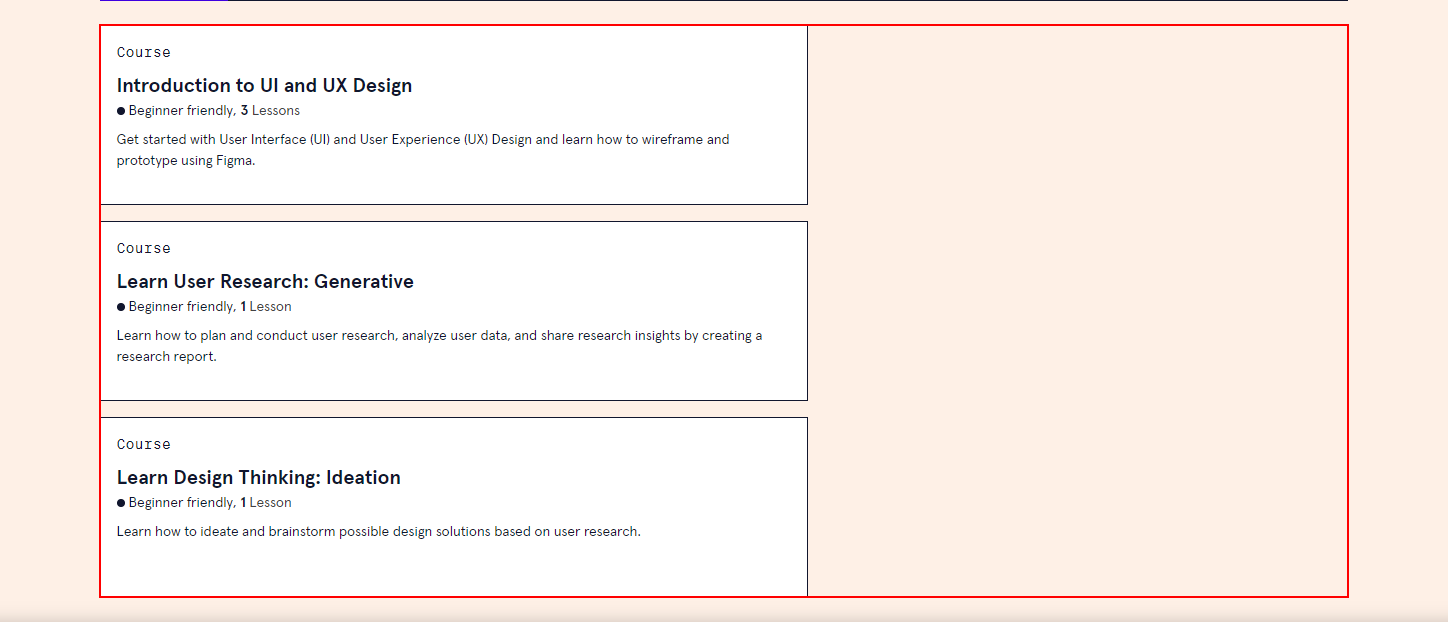 Course
Introduction to UI and UX Design
Beginner friendly, 3 Lessons
Get started with User Interface (UI) and User Experience (UX) Design and learn how to wireframe and
prototype using Figma.
Course
Learn User Research: Generative
Beginner friendly, 1 Lesson
Learn how to plan and conduct user research, analyze user data, and share research insights by creating a
research report.
Course
Learn Design Thinking: Ideation
Beginner friendly, 1 Lesson
Learn how to ideate and brainstorm possible design solutions based on user research.